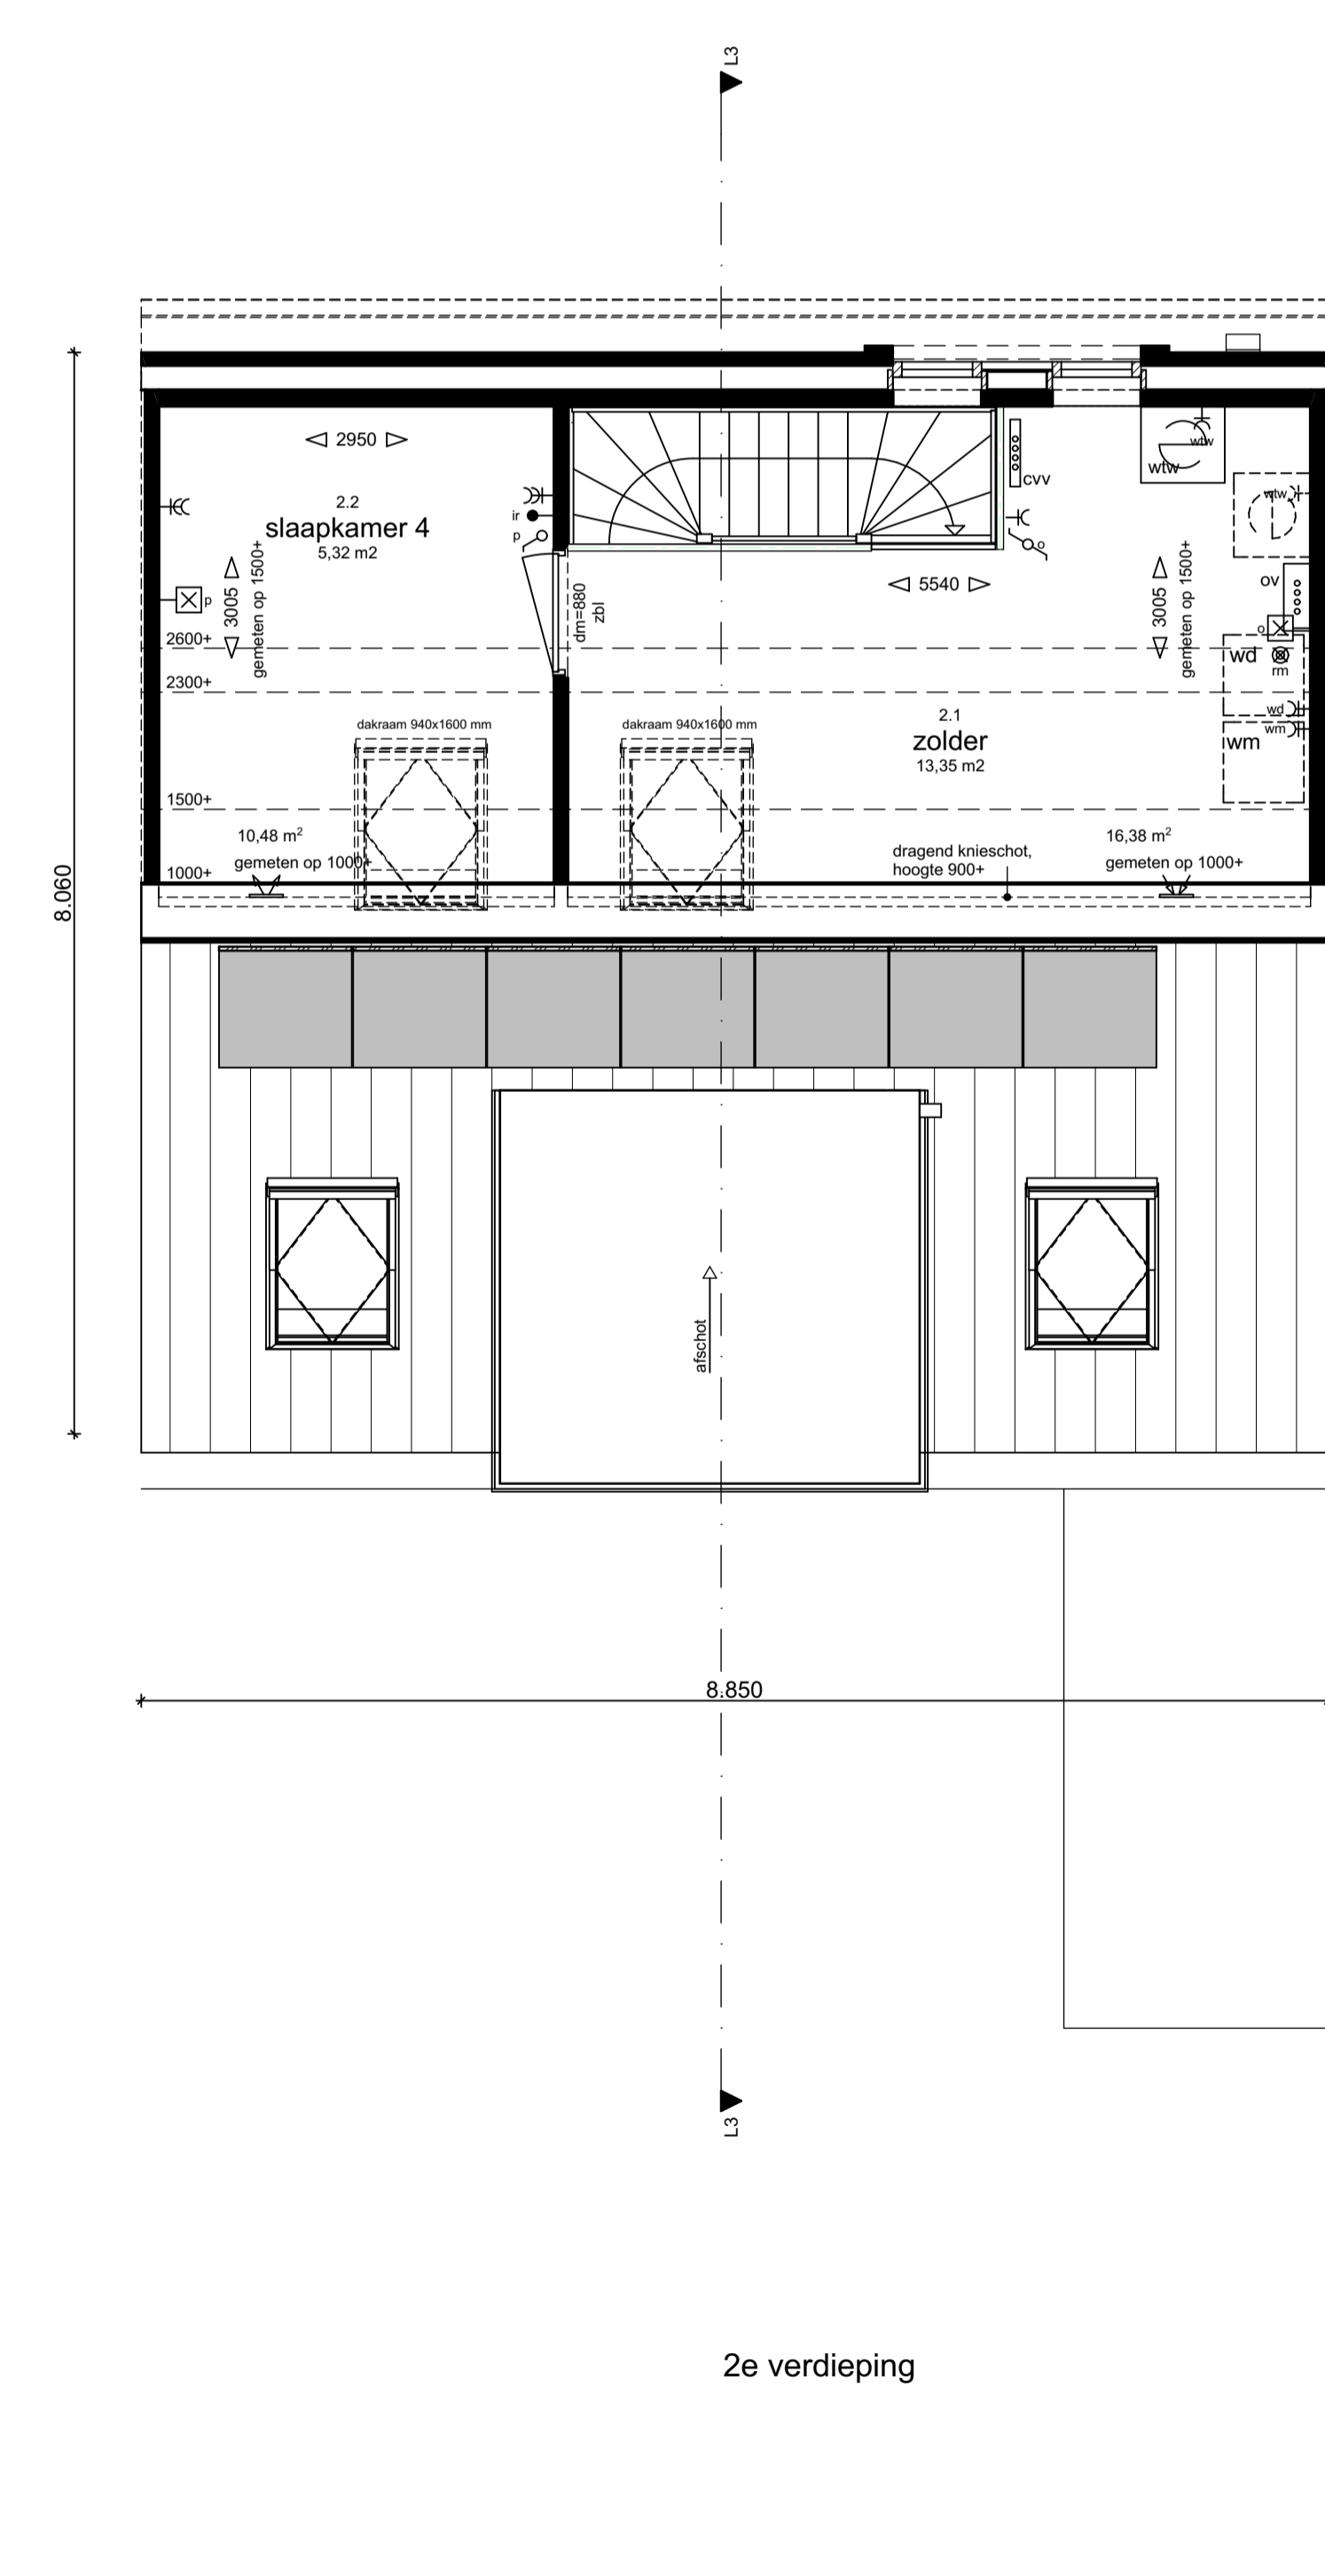 L3
2950
2.2
slaapkamer 4
5,32 m2
ir
p
p
3005
gemeten op 1500+
2600+
2300+
1500+
1000+
dm=880
zbl
cvv
o
5540
wtw
wtw
wtw
3005
gemeten op 1500+
ov
o
wd
rm
wd
wm
wm
2.1
zolder
13,35 m2
dakraam 940x1600 mm
dakraam 940x1600 mm
10,48 m2
gemeten op 1000+
dragend knieschot,
hoogte 900+
16,38 m2
gemeten op 1000+
8.060
afschot
8.850
L3
2e verdieping